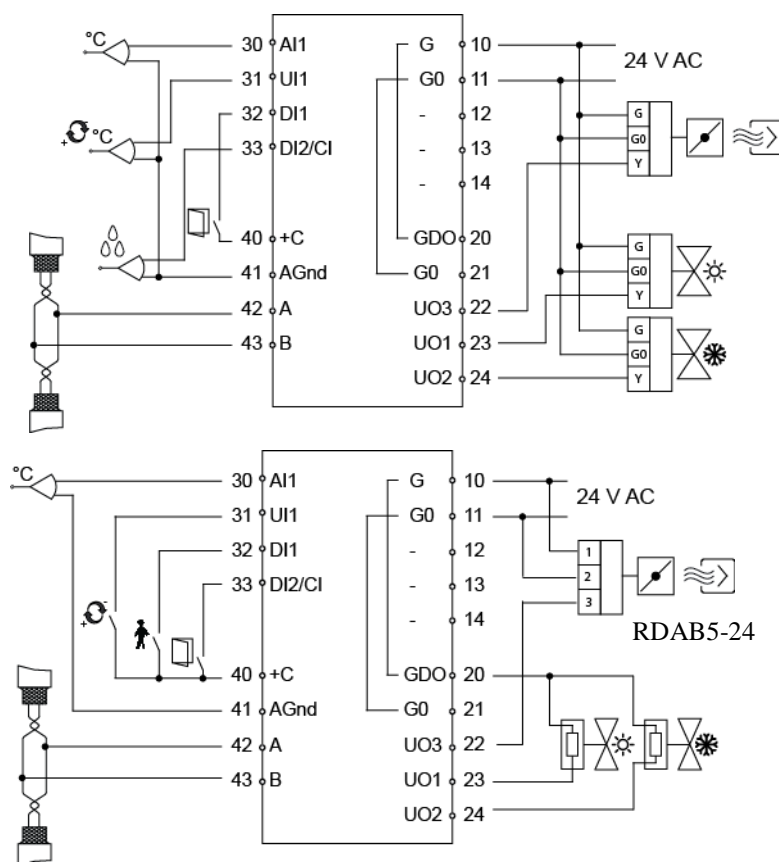 °C 30 AI1 G 10 24 V AC
31 UI1 G0 11
+ - °C 32 DI1 - 12 G
33 DI2/CI - 13 G0
- 14 Y
40 +C GDO 20 G
41 AGnd G0 21 G0
42 A UO3 22 Y
43 B UO1 23 G
G0
UO2 24 Y
°C 30 AI1 G 10 24 V AC
31 UI1 G0 11
32 DI1 - 12 1
33 DI2/CI - 13 2
+ - - 14 3
RDAB5-24
40 +C GDO 20
41 AGnd G0 21
42 A UO3 22
43 B UO1 23
UO2 24